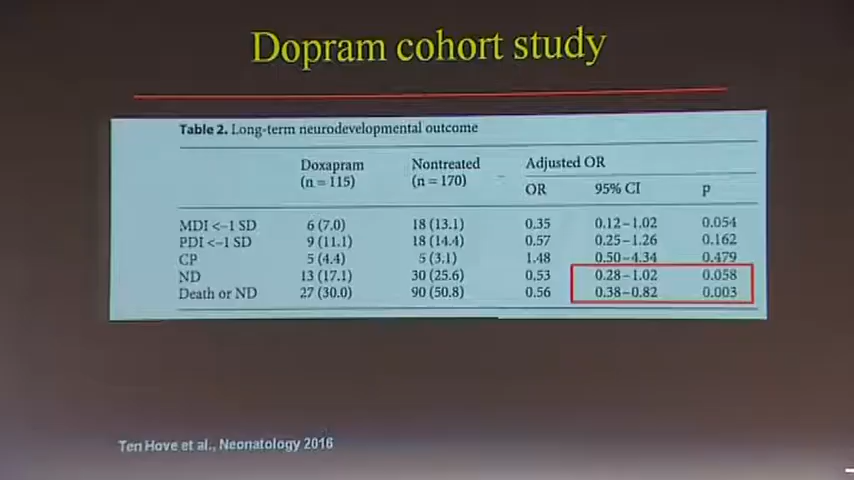 Dopram cohort study
Table 2. Long-term neurodevelopmental outcome
Doxapram Nontreated Adjusted OR
(n = 115) (n = 170)
OR 95% CI p
MDI <–1 SD 6 (7.0) 18 (13.1) 0.35 0.12–1.02 0.054
PDI <–1 SD 9 (11.1) 18 (14.4) 0.57 0.25–1.26 0.162
CP 5 (4.4) 5 (3.1) 1.48 0.50–4.34 0.479
ND 13 (17.1) 30 (25.6) 0.53 0.28–1.02 0.058
Death or ND 27 (30.0) 90 (50.8) 0.56 0.38–0.82 0.003
Ten Hove et al., Neonatology 2016